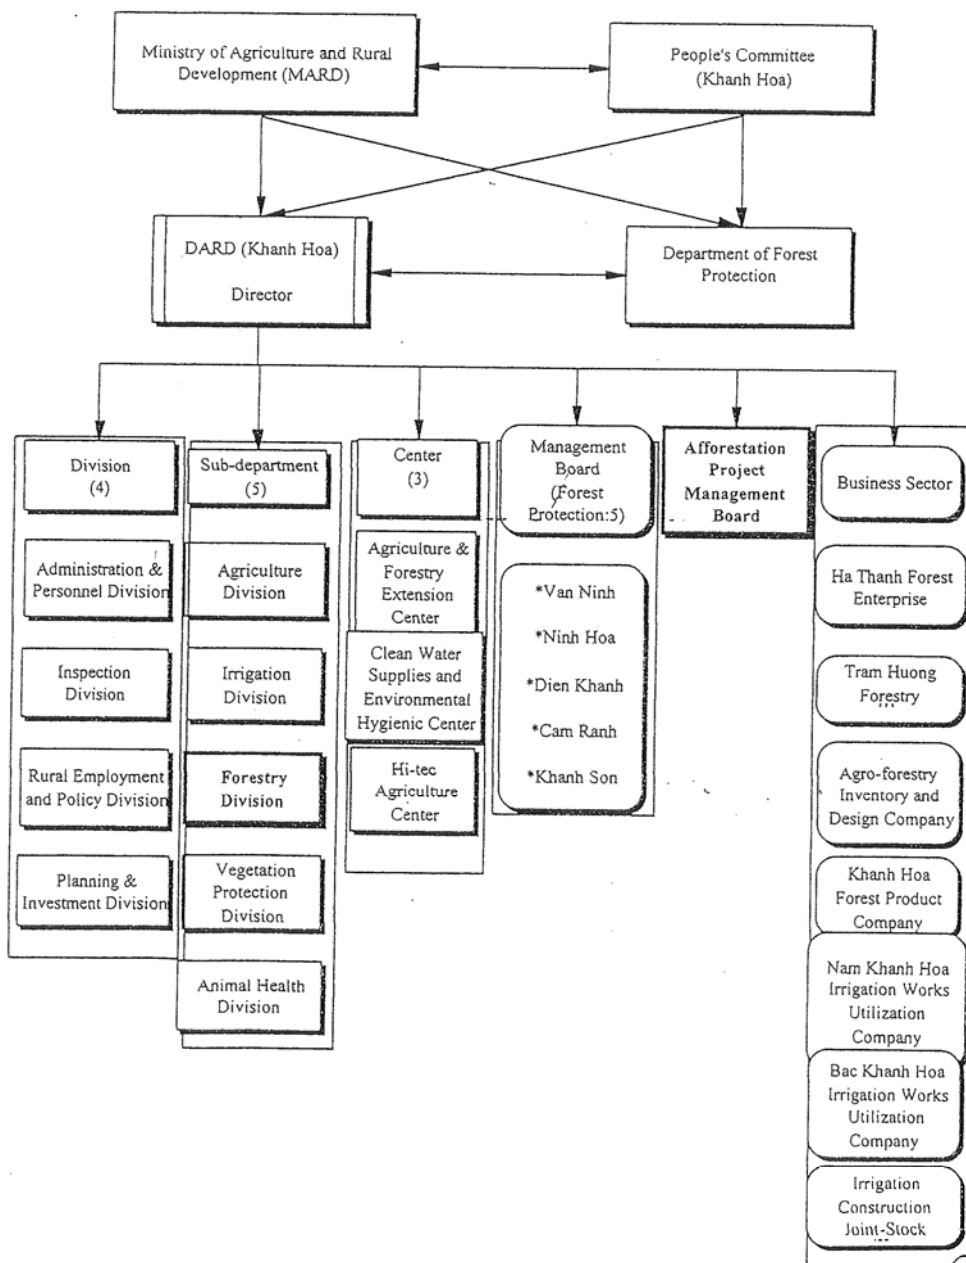 Ministry of Agriculture and Rural
Development (MARD)
People's Committee
(Khanh Hoa)
DARD (Khanh Hoa)
Director
Department of Forest
Protection
Division
(4)
Administration &
Personnel Division
Inspection
Division
Rural Employment
and Policy Division
Planning &
Investment Division
Sub-department
(5)
Agriculture
Division
Irrigation
Division
Forestry
Division
Vegetation
Protection
Division
Animal Health
Division
Center
(3)
Agriculture &
Forestry
Extension
Center
Clean Water
Supplies and
Environmental
Hygienic Center
Hi-tec
Agriculture
Center
Management
Board
(Forest
Protection:5)
*Van Ninh
*Ninh Hoa
*Dien Khanh
*Cam Ranh
*Khanh Son
Afforestation
Project
Management
Board
Business Sector
Ha Thanh Forest
Enterprise
Tram Huong
Forestry
Agro-forestry
Inventory and
Design Company
Khanh Hoa
Forest Product
Company
Nam Khanh Hoa
Irrigation Works
Utilization
Company
Bac Khanh Hoa
Irrigation Works
Utilization
Company
Irrigation
Construction
Joint-Stock